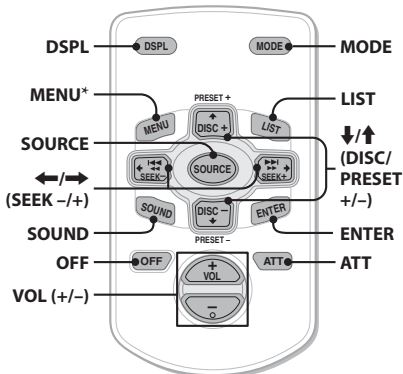 DSPL
DSPL
MODE
MODE
MENU*
PRESET +
LIST
MENU
DISC +
LIST
SOURCE
↓/↑
(DISC/
PRESET
+/–)
←/→
(SEEK –/+)
SEEK–
SOURCE
SEEK+
SOUND
SOUND
DISC –
ENTER
ENTER
PRESET –
OFF
OFF
ATT
ATT
VOL (+/–)
+
VOL
–